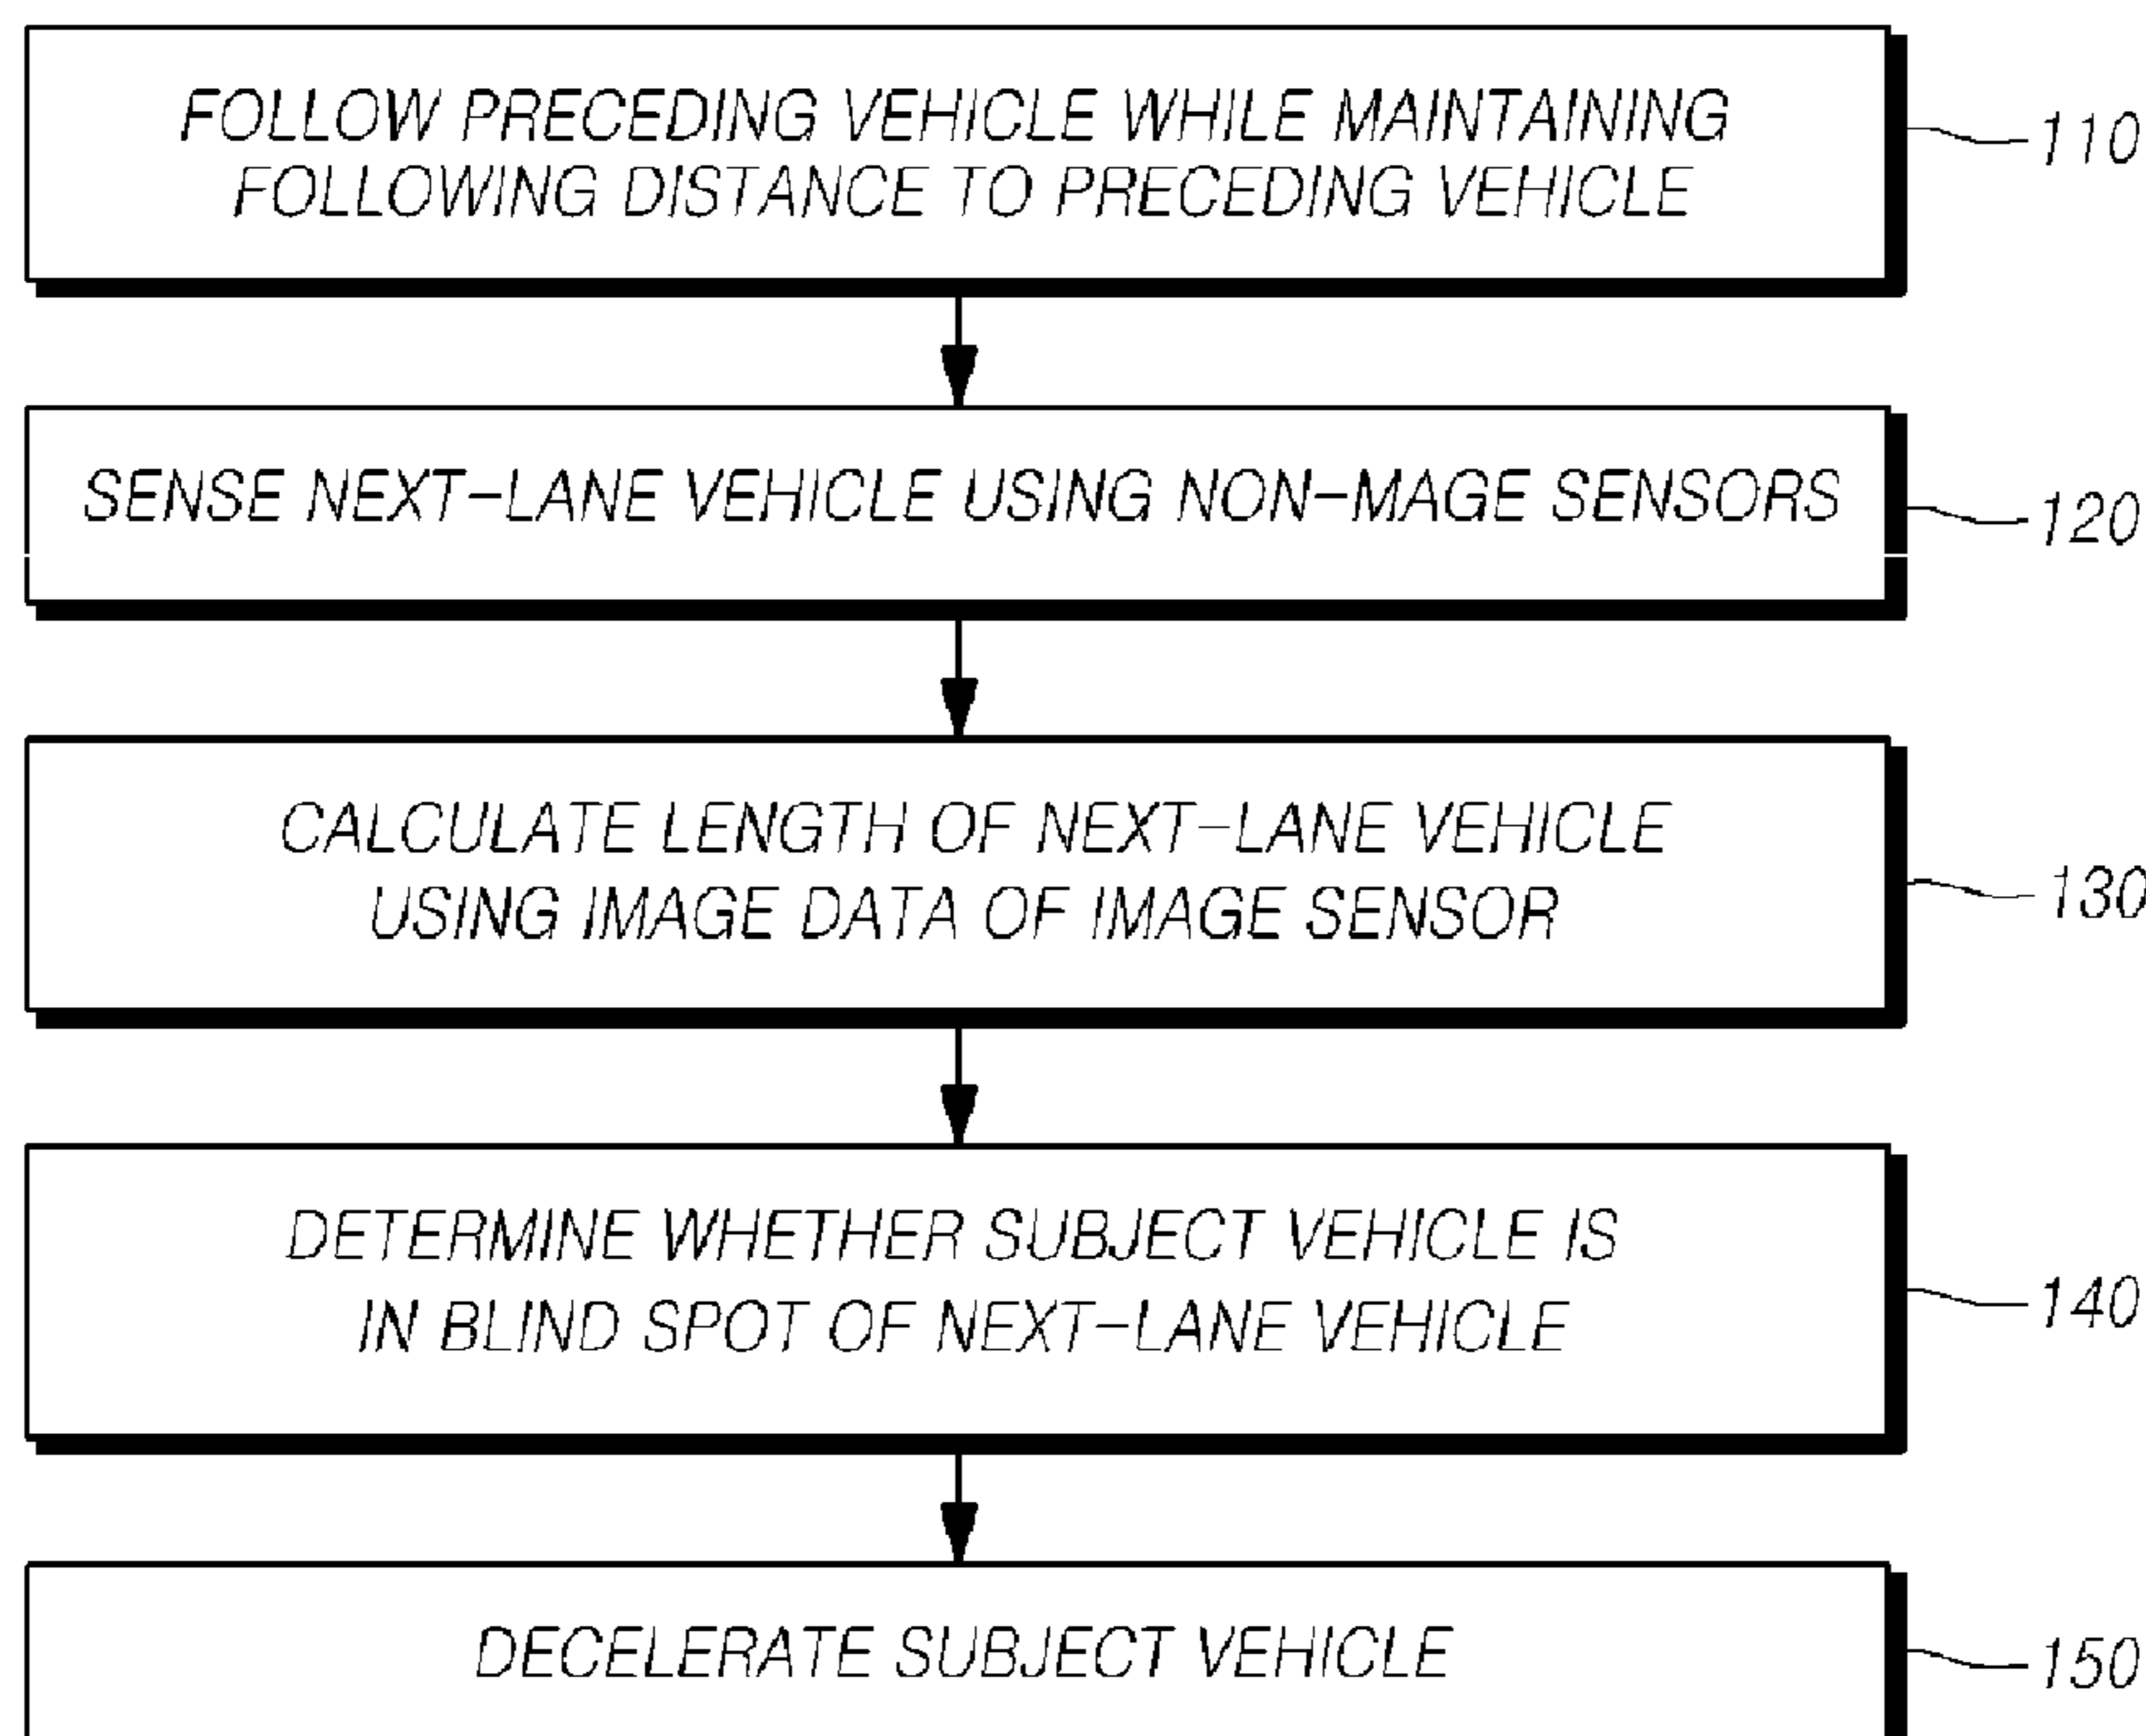 FOLLOW PRECEDING VEHICLE WHILE MAINTAINING
FOLLOWING DISTANCE TO PRECEDING VEHICLE
110
SENSE NEXT-LANE VEHICLE USING NON-MAGE SENSORS
120
CALCULATE LENGTH OF NEXT-LANE VEHICLE
USING IMAGE DATA OF IMAGE SENSOR
130
DETERMINE WHETHER SUBJECT VEHICLE IS
IN BLIND SPOT OF NEXT-LANE VEHICLE
140
DECELERATE SUBJECT VEHICLE
150